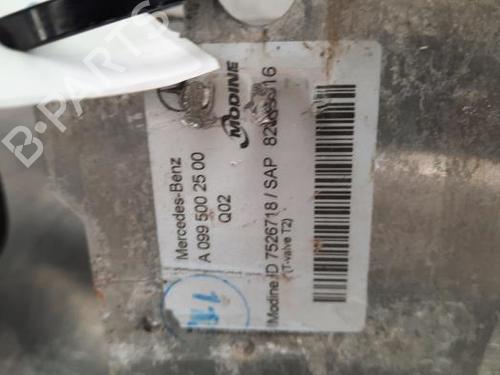 MODINE
Mercedes-Benz
A 099 500 25 00
Q02
Modine ID 7526718 / SAP
(T-valve T2)
B-PARTS